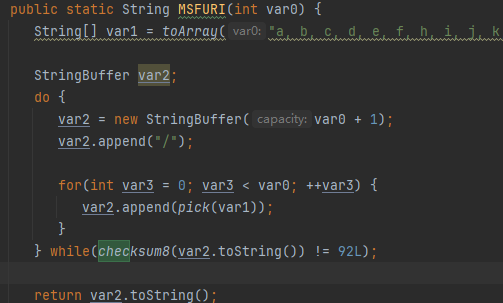 public static String MSFURI(int var0) {
String[] var1 = toArray( var0: "a, b, c, d, e, f, h, i, j, k
StringBuffer var2;
do {
var2 = new StringBuffer( capacity: var0 + 1);
var2.append("/");
for(int var3 = 0; var3 < var0; ++var3) {
var2.append(pick(var1));
}
} while(checksum8(var2.toString()) != 92L);
return var2.toString();